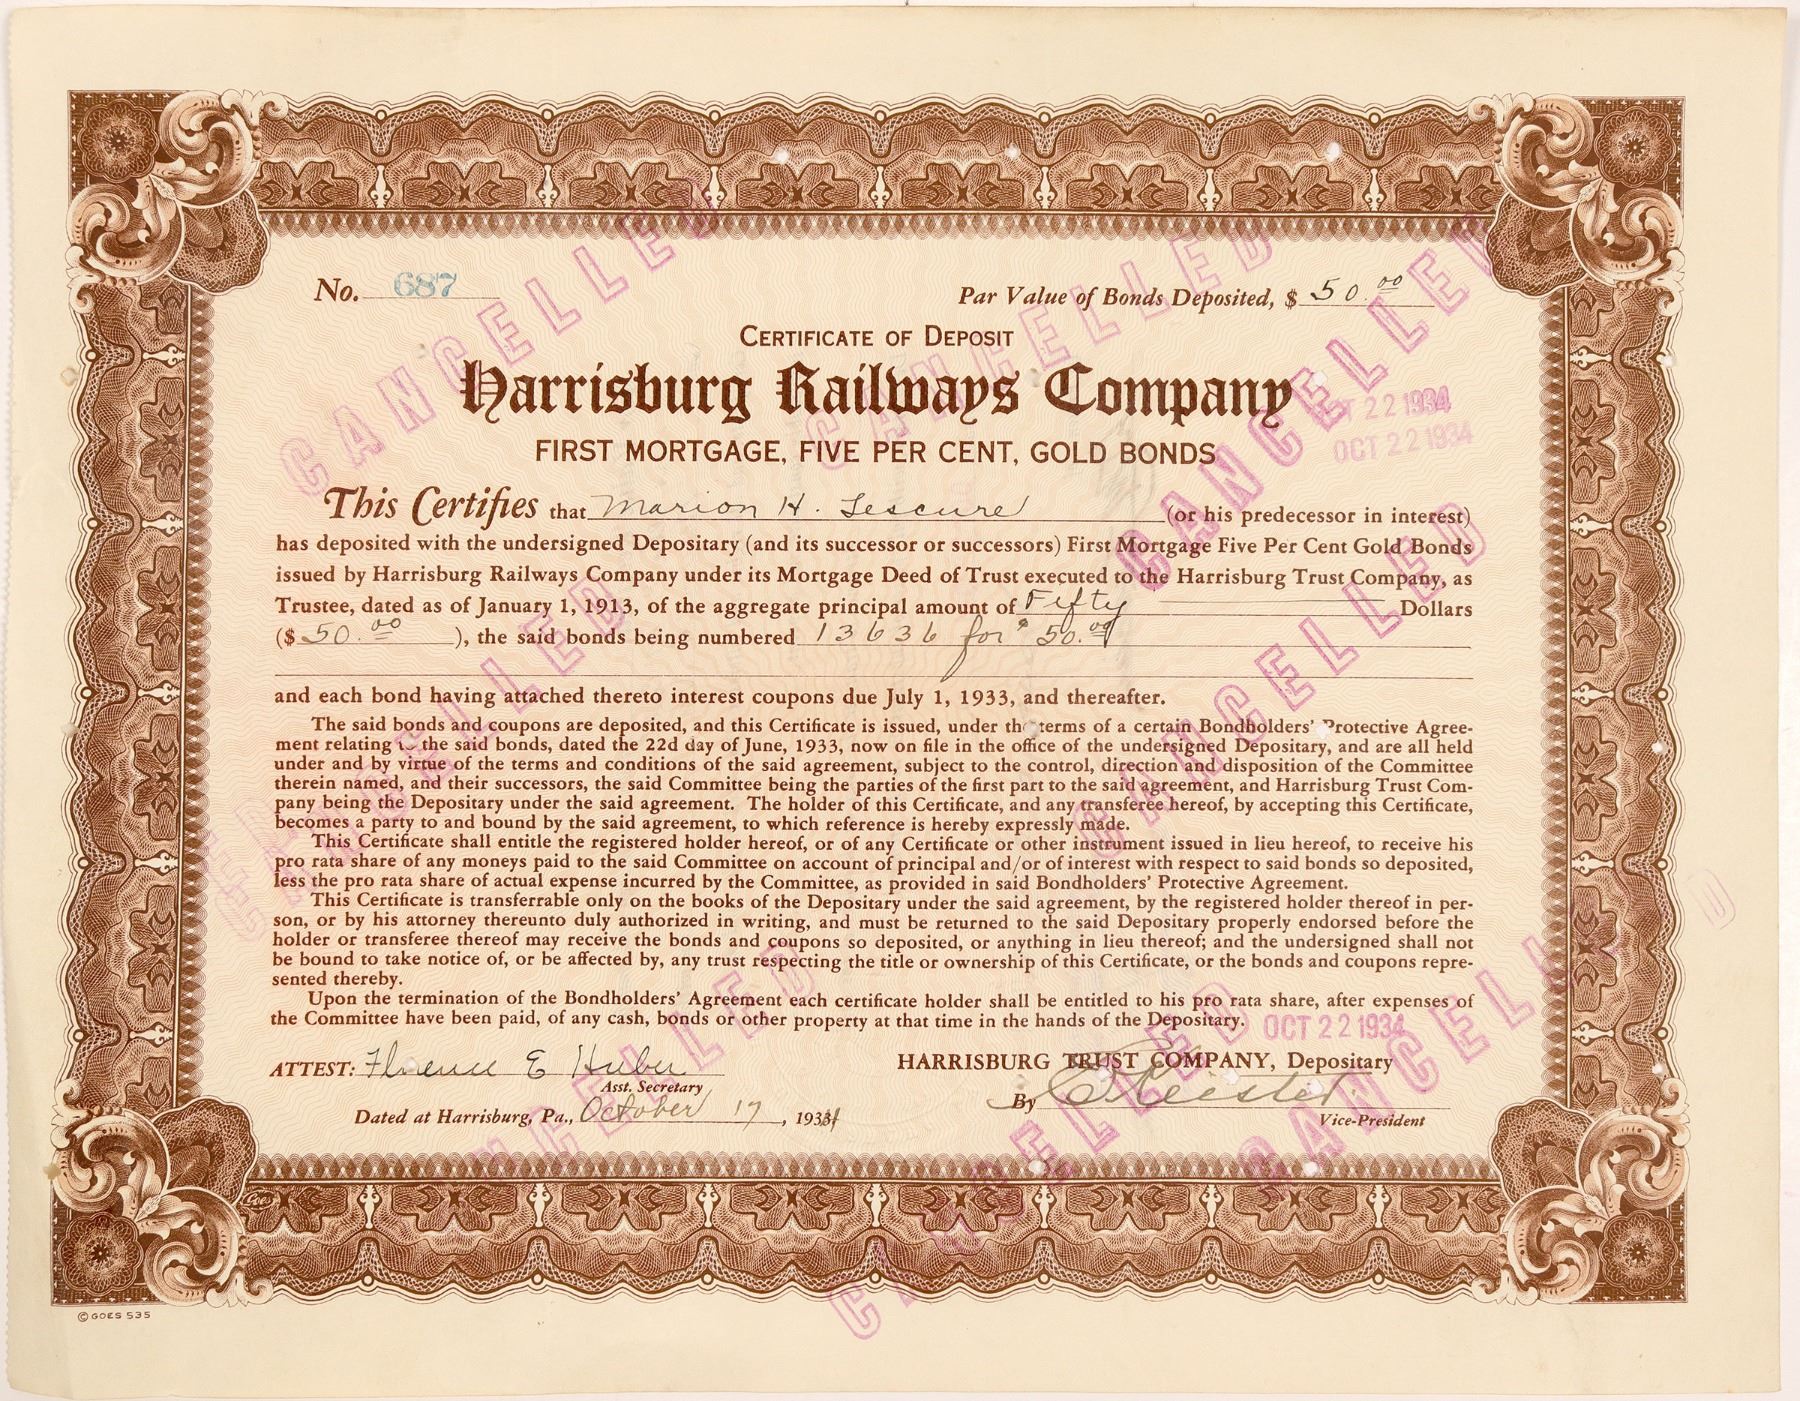 No. 687
Par Value of Bonds Deposited, $ 50.00
CERTIFICATE OF DEPOSIT
Harrisburg Railways Company
FIRST MORTGAGE, FIVE PER CENT, GOLD BONDS
OCT 22 1934
OCT 22 1934
This Certifies that Marion H. Lescure (or his predecessor in interest)
has deposited with the undersigned Depositary (and its successor or successors) First Mortgage Five Per Cent Gold Bonds
issued by Harrisburg Railways Company under its Mortgage Deed of Trust executed to the Harrisburg Trust Company, as
Trustee, dated as of January 1, 1913, of the aggregate principal amount of Fifty Dollars
($ 50.00 ), the said bonds being numbered 13636 for $50.00
and each bond having attached thereto interest coupons due July 1, 1933, and thereafter.
The said bonds and coupons are deposited, and this Certificate is issued, under the terms of a certain Bondholders' Protective Agree-
ment relating to the said bonds, dated the 22d day of June, 1933, now on file in the office of the undersigned Depositary, and are all held
under and by virtue of the terms and conditions of the said agreement, subject to the control, direction and disposition of the Committee
therein named, and their successors, the said Committee being the parties of the first part to the said agreement, and Harrisburg Trust Com-
pany being the Depositary under the said agreement. The holder of this Certificate, and any transferee hereof, by accepting this Certificate,
becomes a party to and bound by the said agreement, to which reference is hereby expressly made.
This Certificate shall entitle the registered holder hereof, or of any Certificate or other instrument issued in lieu hereof, to receive his
pro rata share of any moneys paid to the said Committee on account of principal and/or of interest with respect to said bonds so deposited,
less the pro rata share of actual expense incurred by the Committee, as provided in said Bondholders' Protective Agreement.
This Certificate is transferrable only on the books of the Depositary under the said agreement, by the registered holder thereof in per-
son, or by his attorney thereunto duly authorized in writing, and must be returned to the said Depositary properly endorsed before the
holder or transferee thereof may receive the bonds and coupons so deposited, or anything in lieu thereof; and the undersigned shall not
be bound to take notice of, or be affected by, any trust respecting the title or ownership of this Certificate, or the bonds and coupons repre-
sented thereby.
Upon the termination of the Bondholders' Agreement each certificate holder shall be entitled to his pro rata share, after expenses of
the Committee have been paid, of any cash, bonds or other property at that time in the hands of the Depositary.
OCT 22 1934
ATTEST: Florence E Huber
Asst. Secretary
HARRISBURG TRUST COMPANY, Depositary
By
Vice-President
Dated at Harrisburg, Pa., October 17, 1934
CANCELLED
CANCELLED
CANCELLED
CANCELLED
CANCELLED
CANCELLED
CANCELLED
CANCELLED
Goes
© GOES 535